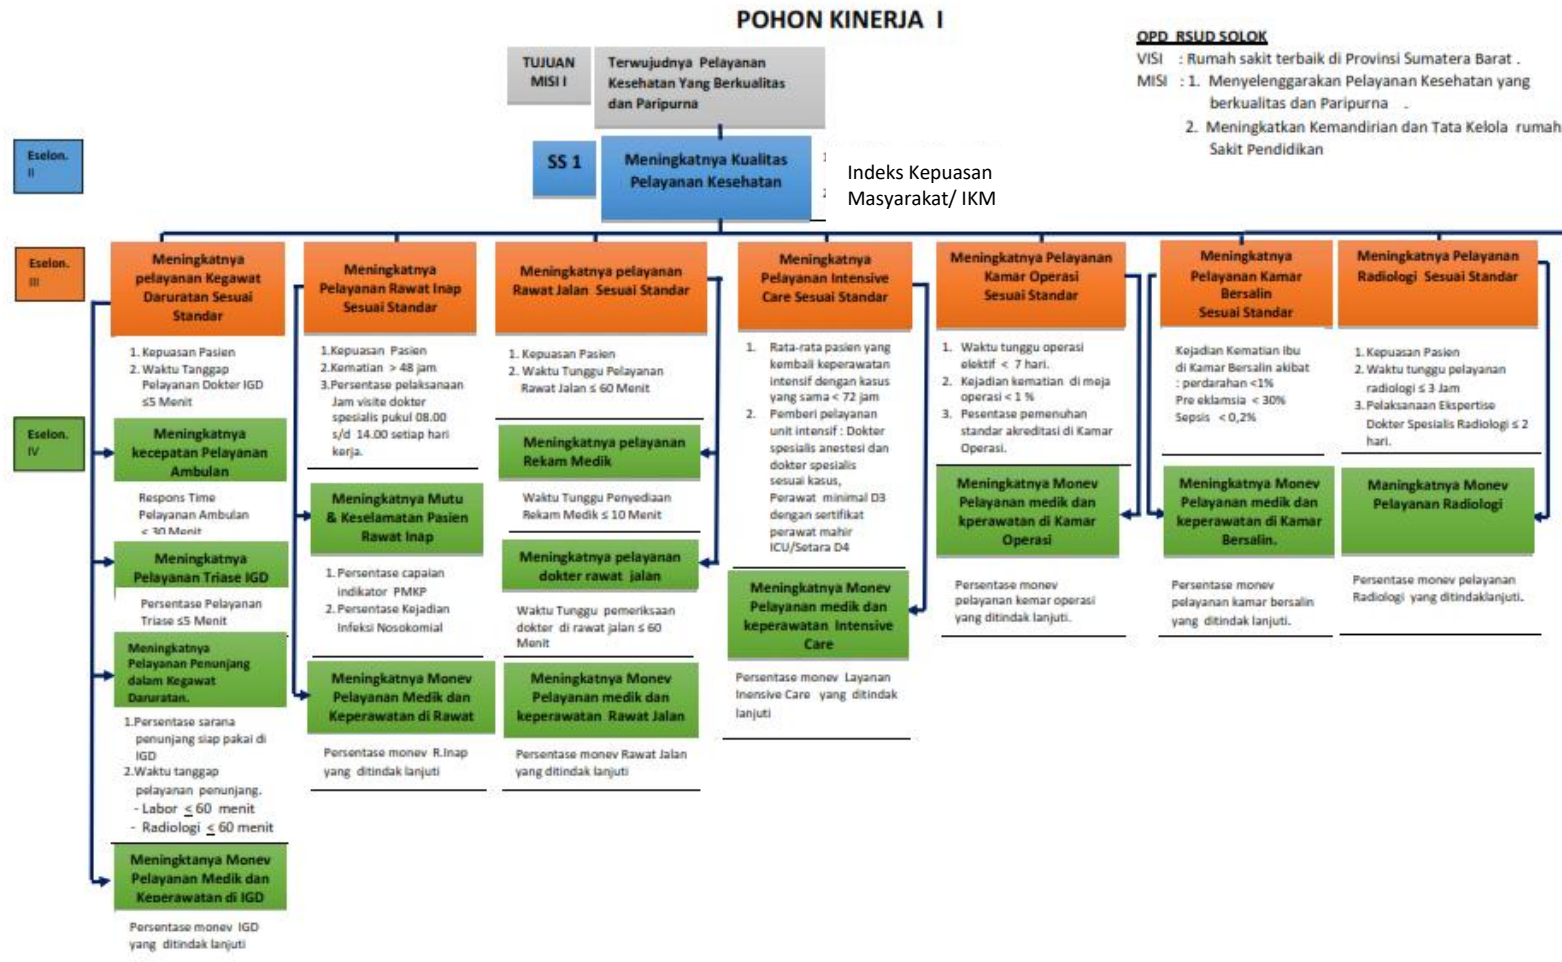 POHON KINERJA  I
OPD  RSUD SOLOK
VISI : Rumah sakit terbaik di Provinsi Sumatera Barat .
MISI : 1. Menyelenggarakan Pelayanan Kesehatan yang
berkualitas dan Paripurna .
2. Meningkatkan Kemandirian dan Tata Kelola rumah
Sakit Pendidikan
TUJUAN
MISI I
Terwujudnya Pelayanan
Kesehatan Yang Berkualitas
dan Paripurna
Eselon.
II
SS 1
Meningkatnya Kualitas
Pelayanan Kesehatan
Indeks Kepuasan
Masyarakat/ IKM
Eselon.
III
Eselon.
IV
Meningkatnya
pelayanan Kegawat
Daruratan Sesuai
Standar
1. Kepuasan Pasien
2. Waktu Tanggap
Pelayanan Dokter IGD
≤5 Menit
Meningkatnya
kecepatan Pelayanan
Ambulan
Respons Time
Pelayanan Ambulan
< 30 Menit
Meningkatnya
Pelayanan Triase IGD
Persentase Pelayanan
Triase ≤5 Menit
Meningkatnya
Pelayanan Penunjang
dalam Kegawat
Daruratan.
1.Persentase sarana
penunjang siap pakai di
IGD
2.Waktu tanggap
pelayanan penunjang.
- Labor ≤ 60 menit
- Radiologi ≤ 60 menit
Meningktanya Monev
Pelayanan Medik dan
Keperawatan di IGD
Persentase monev IGD
yang ditindak lanjuti
Meningkatnya
Pelayanan Rawat Inap
Sesuai Standar
1.Kepuasan Pasien
2.Kematian > 48 jam
3.Persentase pelaksanaan
Jam visite dokter
spesialis pukul 08.00
s/d 14.00 setiap hari
kerja.
Meningkatnya Mutu
& Keselamatan Pasien
Rawat Inap
1. Persentase capaian
indikator PMKP
2. Persentase Kejadian
Infeksi Nosokomial
Meningkatnya Monev
Pelayanan Medik dan
Keperawatan di Rawat
Persentase monev R.Inap
yang ditindak lanjuti
Meningkatnya pelayanan
Rawat Jalan Sesuai Standar
1. Kepuasan Pasien
2. Waktu Tunggu Pelayanan
Rawat Jalan ≤ 60 Menit
Meningkatnya pelayanan
Rekam Medik
Waktu Tunggu Penyediaan
Rekam Medik ≤ 10 Menit
Meningkatnya pelayanan
dokter rawat jalan
Waktu Tunggu pemeriksaan
dokter di rawat jalan ≤ 60
Menit
Meningkatnya Monev
Pelayanan medik dan
keperawatan Rawat Jalan
Persentase monev Rawat Jalan
yang ditindak lanjuti
Meningkatnya
Pelayanan Intensive
Care Sesuai Standar
1. Rata-rata pasien yang
kembali keperawatan
intensif dengan kasus
yang sama < 72 jam
2. Pemberi pelayanan
unit intensif : Dokter
spesialis anestesi dan
dokter spesialis
sesuai kasus,
Perawat minimal D3
dengan sertifikat
perawat mahir
ICU/Setara D4
Meningkatnya Monev
Pelayanan medik dan
keperawatan Intensive
Care
Persentase monev Layanan
Inensive Care yang ditindak
lanjuti
Meningkatnya Pelayanan
Kamar Operasi
Sesuai Standar
1. Waktu tunggu operasi
elektif < 7 hari.
2. Kejadian kematian di meja
operasi < 1 %
3. Pesentase pemenuhan
standar akreditasi di Kamar
Operasi.
Meningkatnya Monev
Pelayanan medik dan
kperawatan di Kamar
Operasi
Persentase monev
pelayanan kemar operasi
yang ditindak lanjuti.
Meningkatnya
Pelayanan Kamar
Bersalin
Sesuai Standar
Kejadian Kematian Ibu
di Kamar Bersalin akibat
: perdarahan <1%
Pre eklamsia < 30%
Sepsis < 0,2%
Meningkatnya Monev
Pelayanan medik dan
keperawatan di Kamar
Bersalin.
Persentase monev
pelayanan kamar bersalin
yang ditindak lanjuti.
Meningkatnya Pelayanan
Radiologi Sesuai Standar
1.Kepuasan Pasien
2.Waktu tunggu pelayanan
radiologi ≤ 3 Jam
3.Pelaksanaan Ekspertise
Dokter Spesialis Radiologi ≤ 2
hari.
Maningkatnya Monev
Pelayanan Radiologi
Persentase monev pelayanan
Radiologi yang ditindaklanjuti.